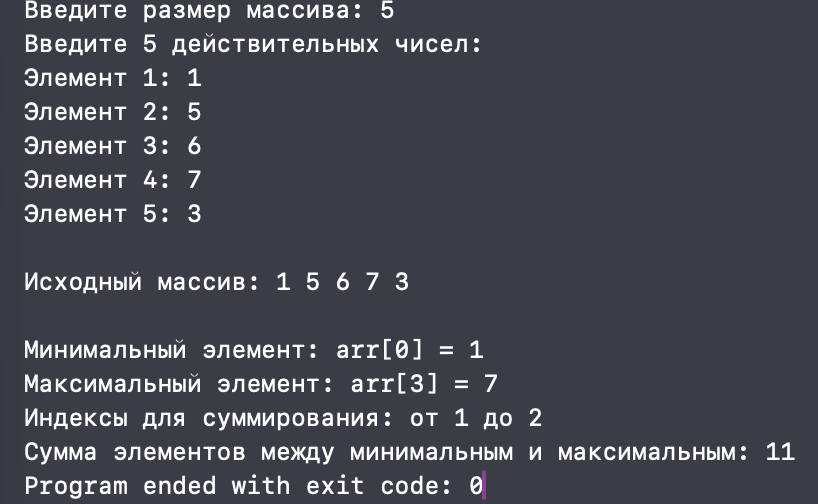 Введите размер массива: 5
Введите 5 действительных чисел:
Элемент 1: 1
Элемент 2: 5
Элемент 3: 6
Элемент 4: 7
Элемент 5: 3
Исходный массив: 1 5 6 7 3
Минимальный элемент: arr[0] = 1
Максимальный элемент: arr[3] = 7
Индексы для суммирования: от 1 до 2
Сумма элементов между минимальным и максимальным: 11
Program ended with exit code: 0